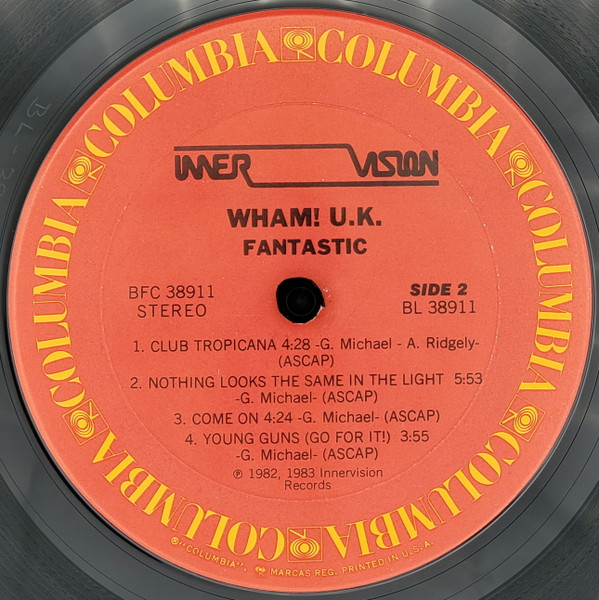 COLUMBIA COLUMBIA COLUMBIA COLUMBIA COLUMBIA COLUMBIA COLUMBIA COLUMBIA
INNER VISION
WHAM! U.K.
FANTASTIC
BFC 38911 SIDE 2
STEREO BL 38911
1. CLUB TROPICANA 4:28 -G. Michael - A. Ridgely-
(ASCAP)
2. NOTHING LOOKS THE SAME IN THE LIGHT 5:53
-G. Michael- (ASCAP)
3. COME ON 4:24 -G. Michael- (ASCAP)
4. YOUNG GUNS (GO FOR IT!) 3:55
-G. Michael- (ASCAP)
℗ 1982, 1983 Innervision
Records
®"COLUMBIA", MARCAS REG. PRINTED IN U.S.A.